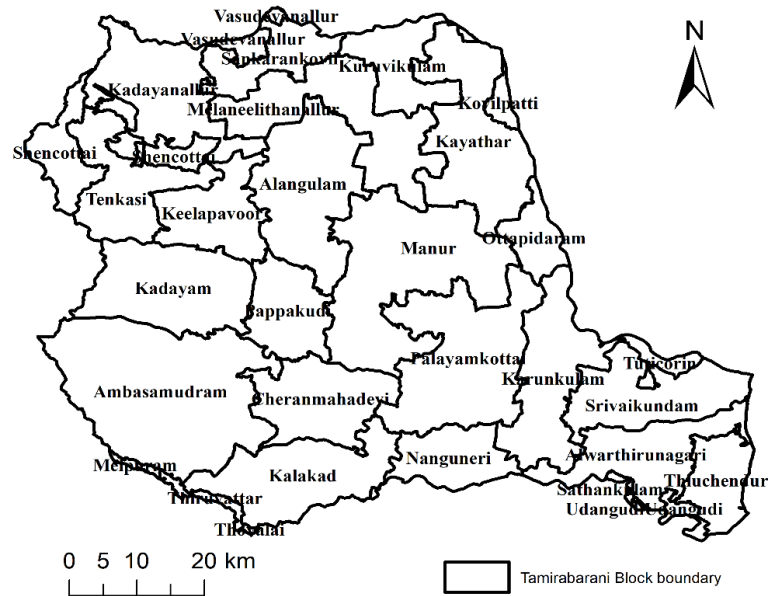 Vasudevanallur
N
Vasudevanallur
Sankarankovil
Kuruvikulam
Kadayanallur
Melaneelithanallur
Kovilpatti
Kayathar
Shencottai
Shencottai
Alangulam
Tenkasi
Keelapavoor
Manur
Ottapidaram
Kadayam
Pappakudi
Palayamkottai
Tuticorin
Karunkulam
Ambasamudram
Cheranmahadevi
Srivaikundam
Alwarthirunagari
Nanguneri
Melpuram
Kalakad
Thiuchendur
Sathankulam
Thiruvattar
Udangudi
Udangudi
Thovalai
0 5 10 20 km
Tamirabarani Block boundary